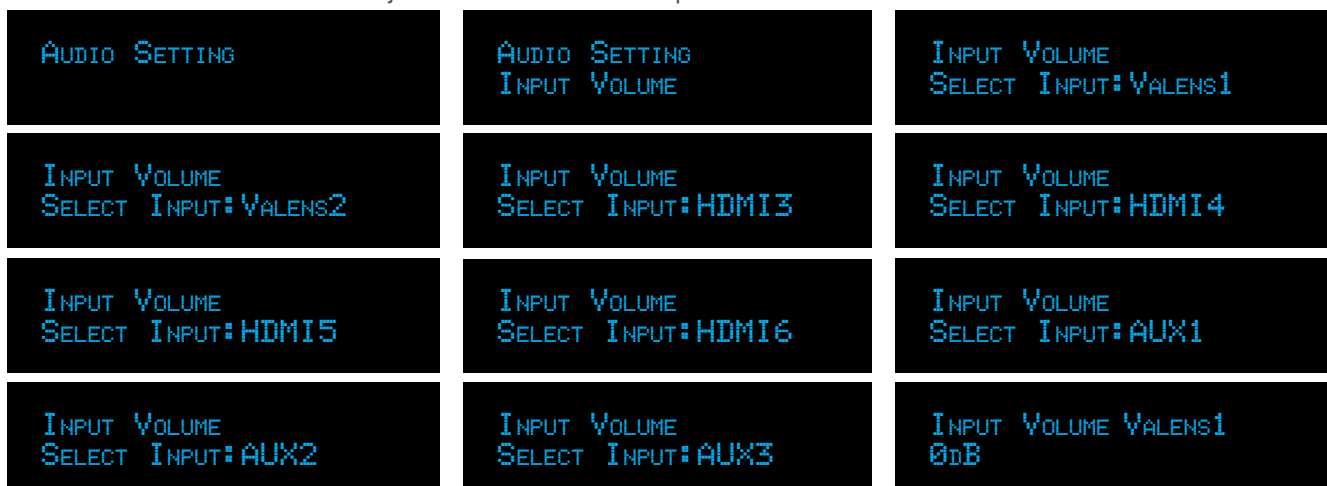 Audio Setting
Audio Setting
Input Volume
Input Volume
Select Input:Valens1
Input Volume
Select Input:Valens2
Input Volume
Select Input:HDMI3
Input Volume
Select Input:HDMI4
Input Volume
Select Input:HDMI5
Input Volume
Select Input:HDMI6
Input Volume
Select Input:AUX1
Input Volume
Select Input:AUX2
Input Volume
Select Input:AUX3
Input Volume Valens1
0dB